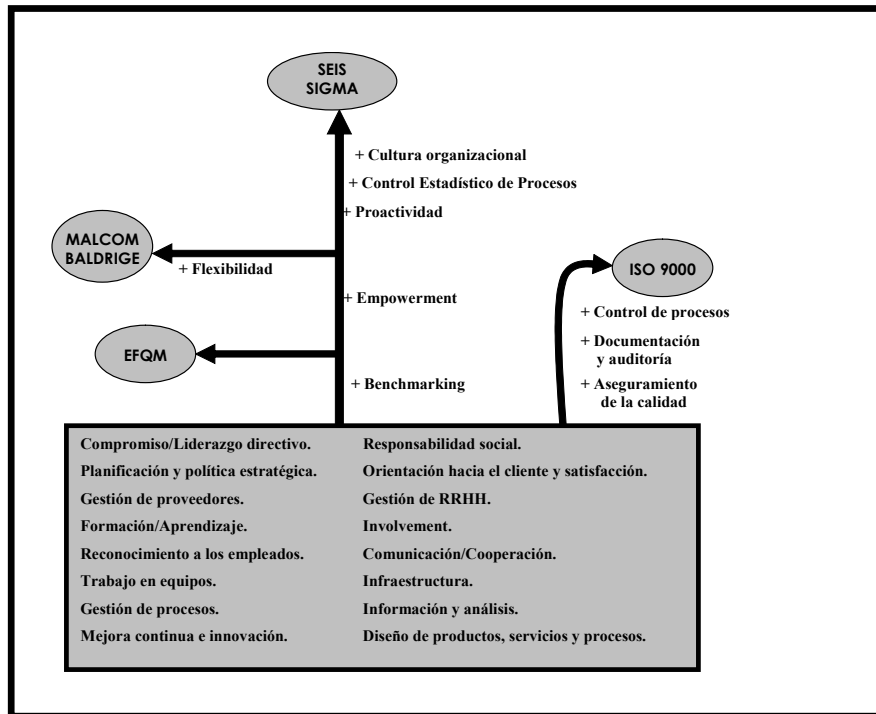 SEIS
SIGMA
+ Cultura organizacional
+ Control Estadístico de Procesos
+ Proactividad
MALCOM
BALDRIGE
+ Flexibilidad
ISO 9000
+ Empowerment
+ Control de procesos
+ Documentación
y auditoría
EFQM
+ Benchmarking
+ Aseguramiento
de la calidad
Compromiso/Liderazgo directivo.
Planificación y política estratégica.
Gestión de proveedores.
Formación/Aprendizaje.
Reconocimiento a los empleados.
Trabajo en equipos.
Gestión de procesos.
Mejora continua e innovación.
Responsabilidad social.
Orientación hacia el cliente y satisfacción.
Gestión de RRHH.
Involvement.
Comunicación/Cooperación.
Infraestructura.
Información y análisis.
Diseño de productos, servicios y procesos.